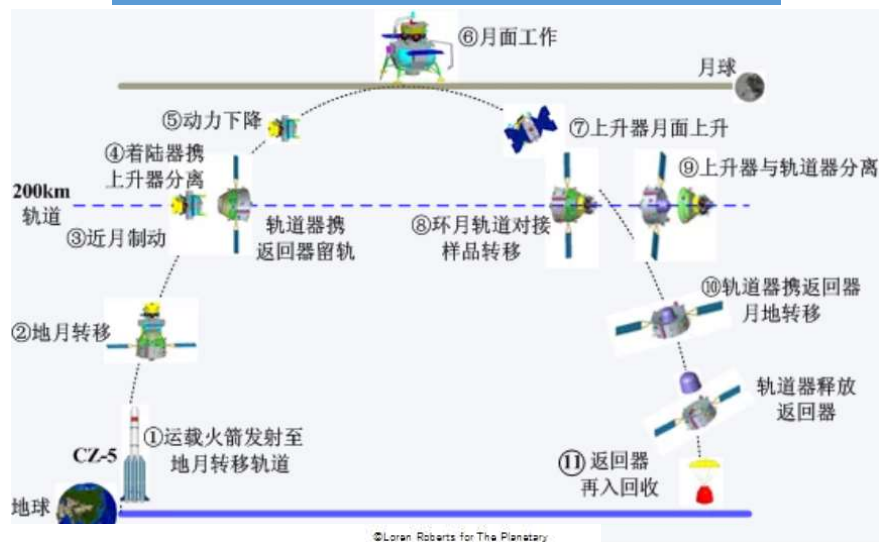 ⑥月面工作
月球
⑤动力下降
⑦上升器月面上升
④着陆器携
上升器分离
⑨上升器与轨道器分离
200km
轨道
③近月制动
轨道器携
返回器留轨
⑧环月轨道对接
样品转移
②地月转移
⑩轨道器携返回器
月地转移
轨道器释放
返回器
CZ-5
①运载火箭发射至
地月转移轨道
⑪返回器
再入回收
地球
©Loren Roberts for The Planetary